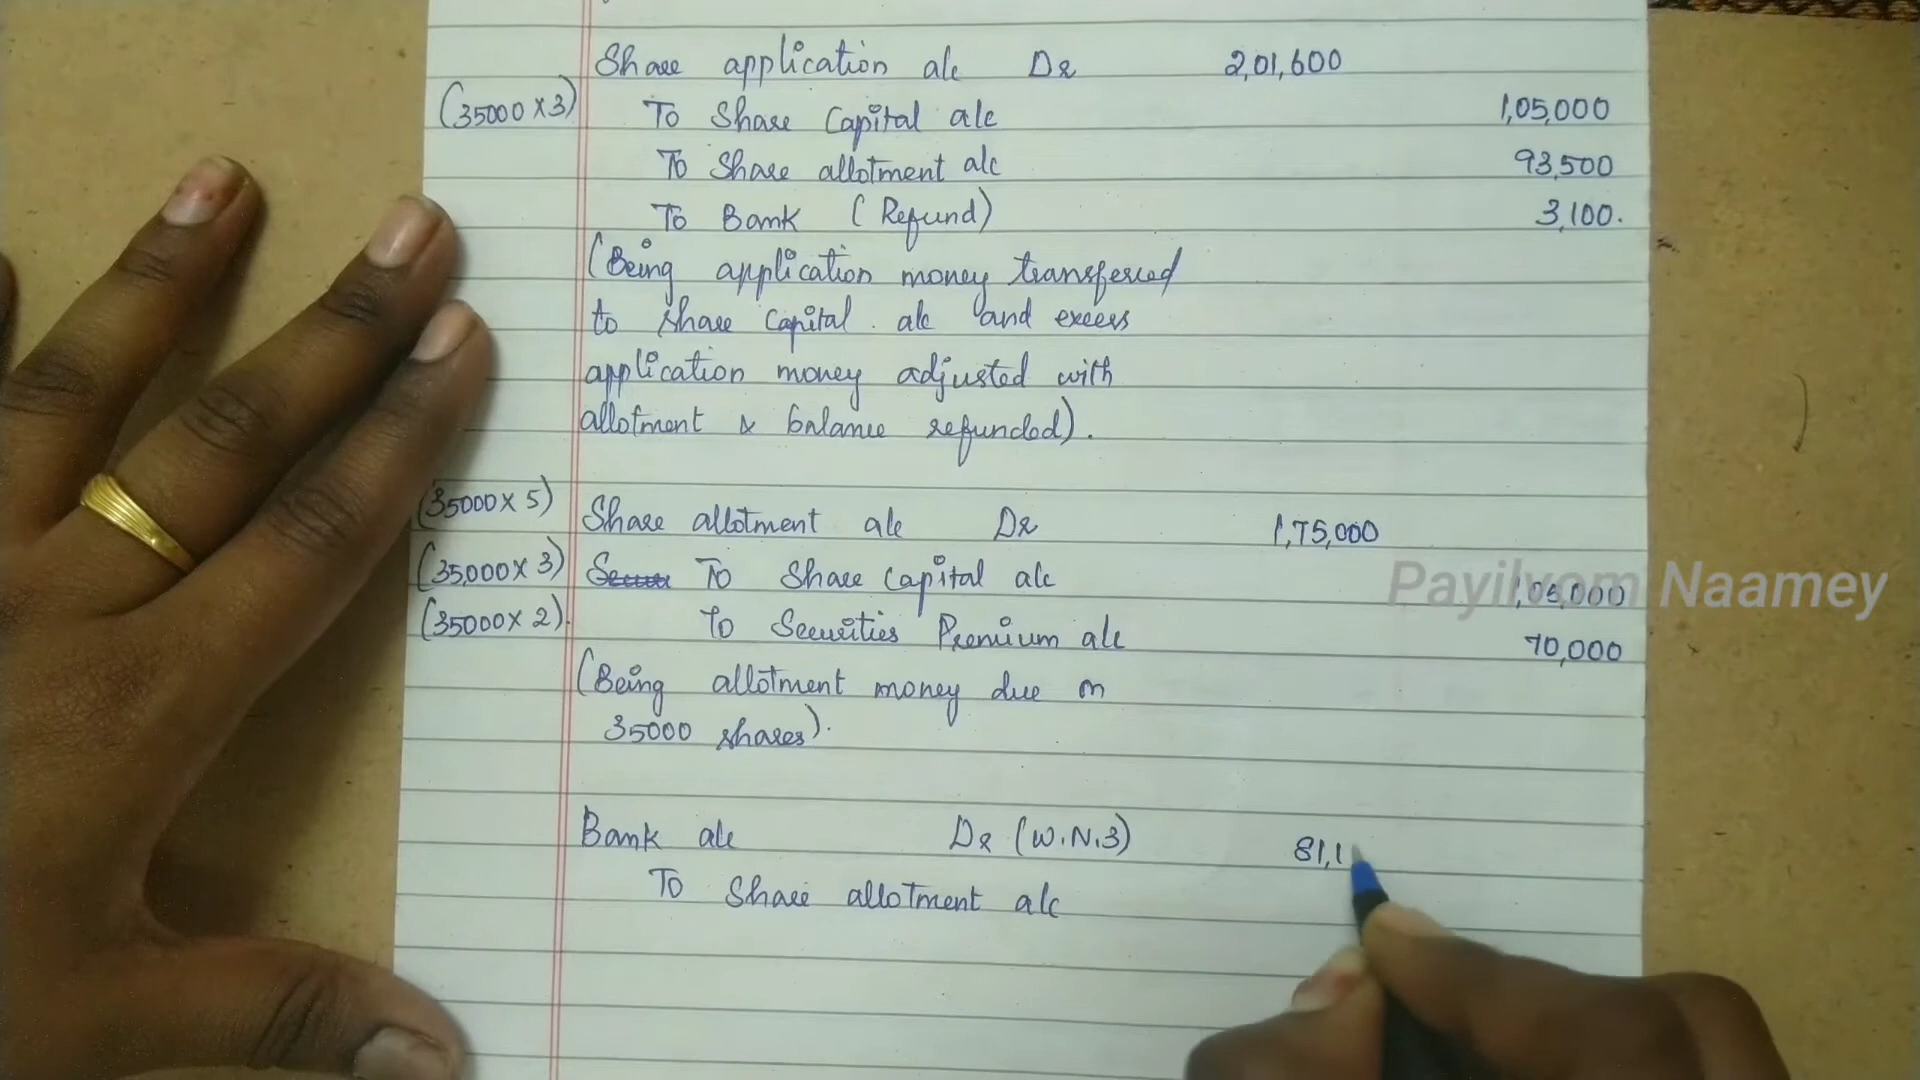 Share application a/c Dr 2,01,600
(35000 x 3) To Share Capital a/c 1,05,000
To Share allotment a/c 93,500
To Bank (Refund) 3,100.
(Being application money transferred
to share capital a/c and excess
application money adjusted with
allotment & balance refunded).
(35000 x 5) Share allotment a/c Dr 1,75,000
(35,000 x 3) To Share Capital a/c 1,05,000
(35000 x 2). To Securities Premium a/c 70,000
(Being allotment money due on
35000 shares).
Bank a/c Dr (W.N.3) 81,1
To Share allotment a/c
Payilvom Naamey